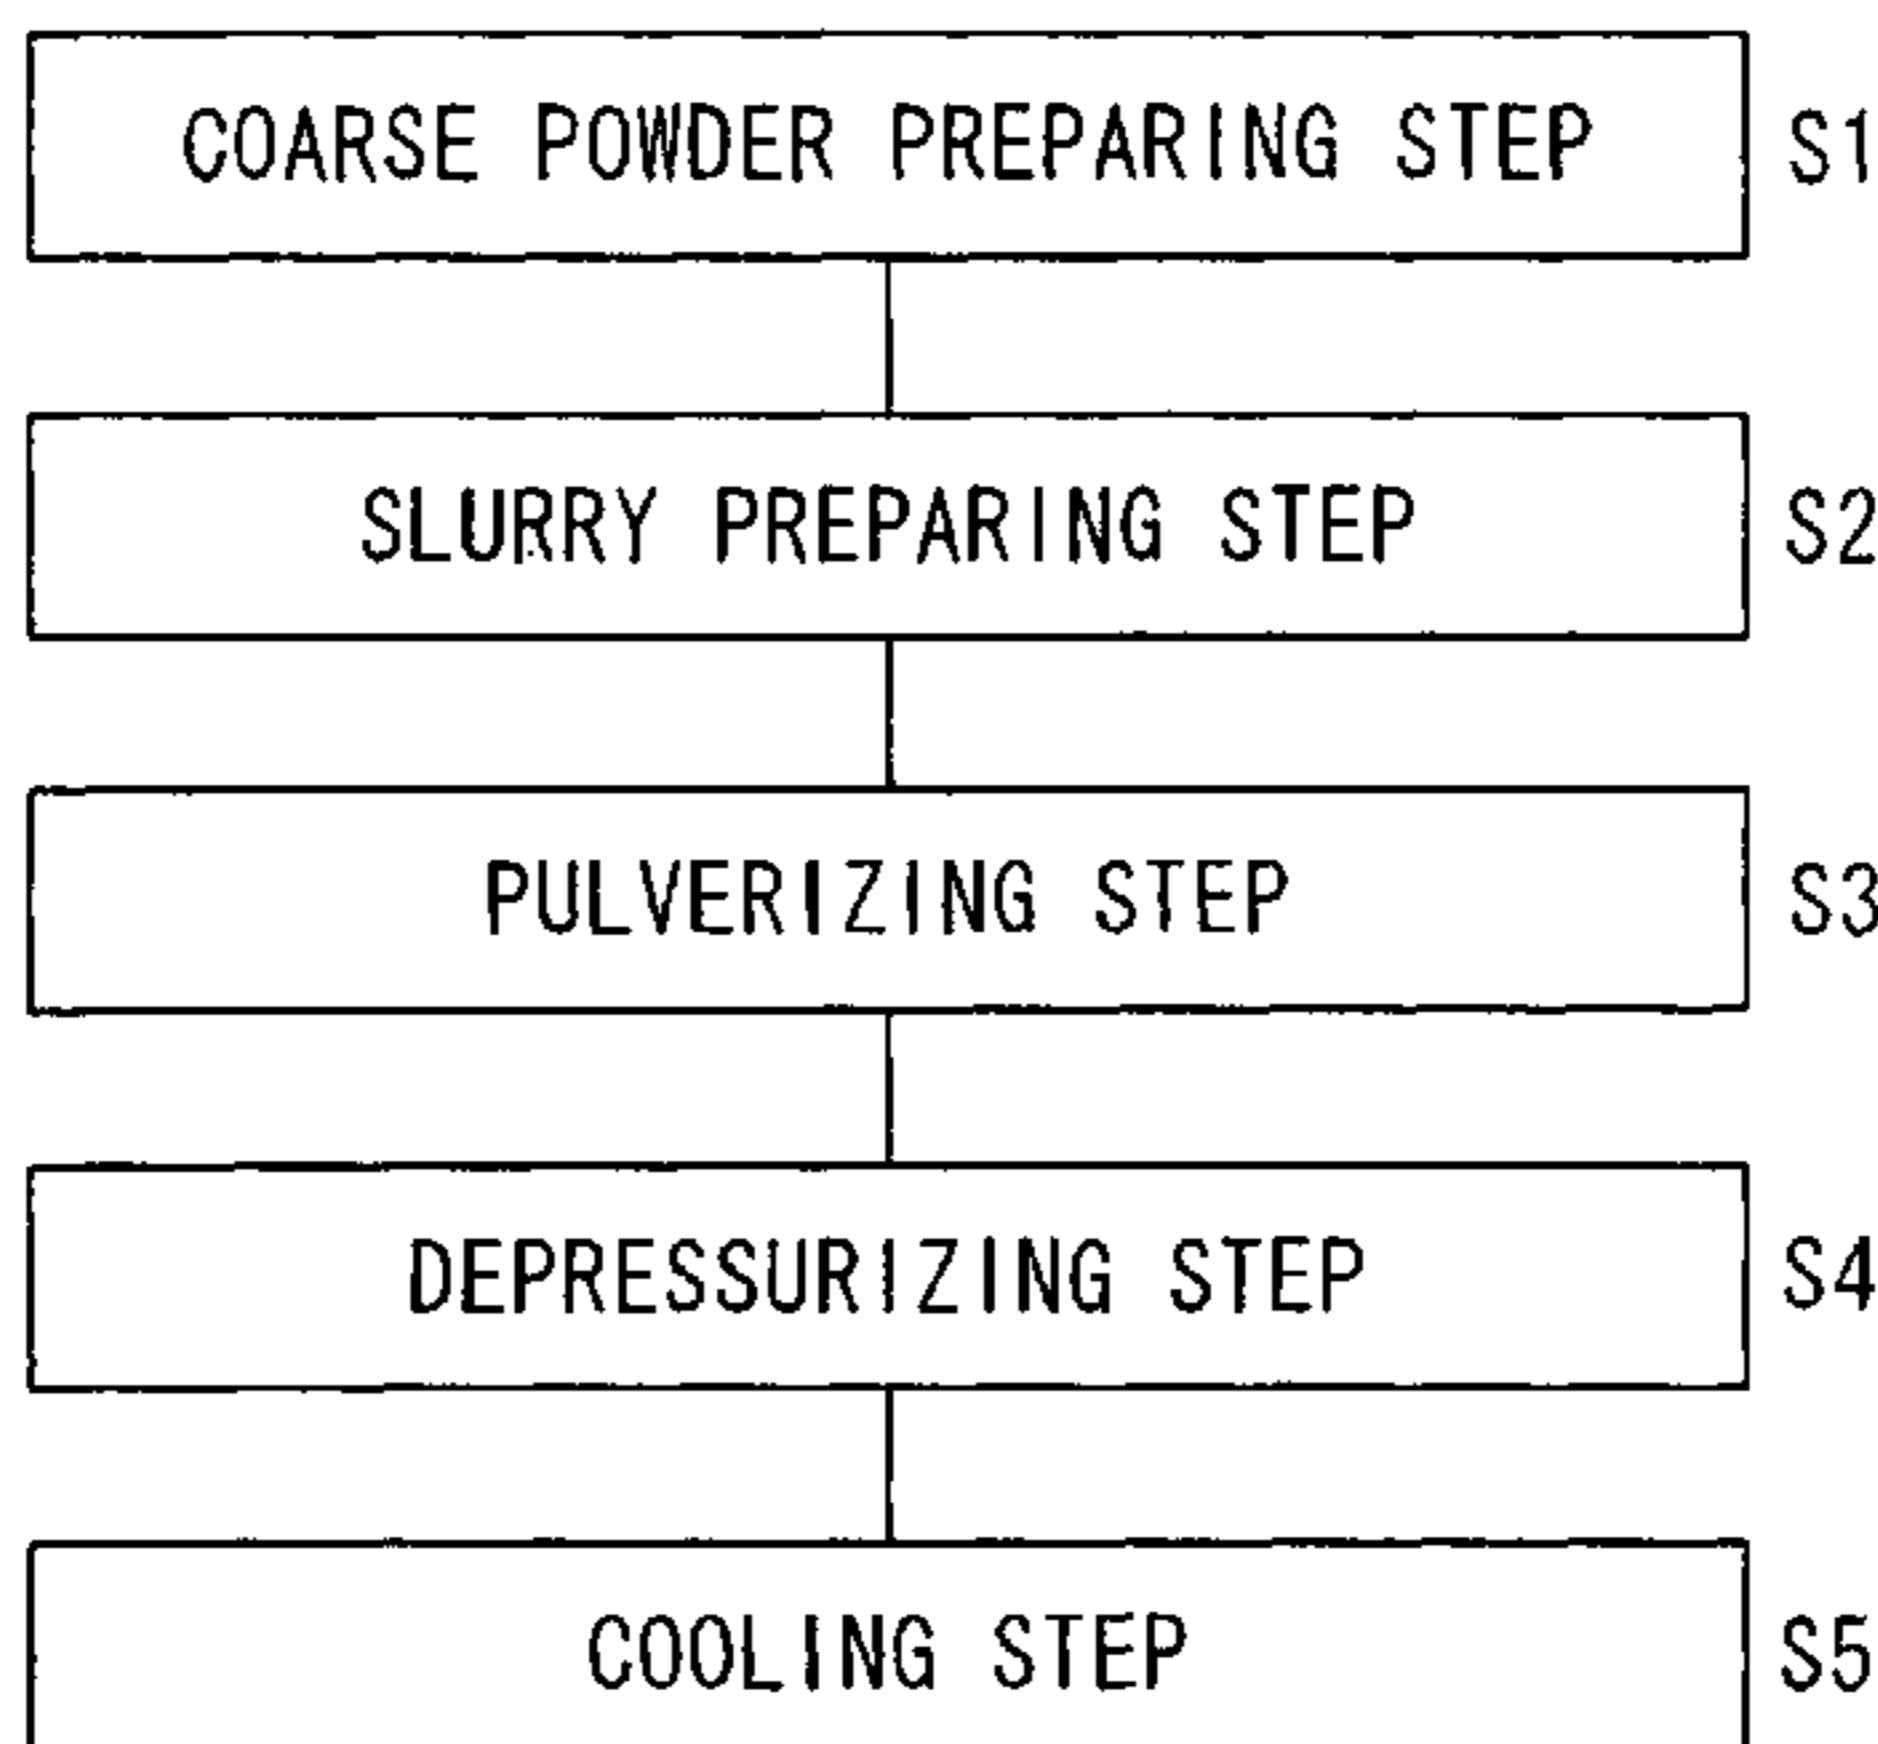 COARSE POWDER PREPARING STEP S1
SLURRY PREPARING STEP S2
PULVERIZING STEP S3
DEPRESSURIZING STEP S4
COOLING STEP S5